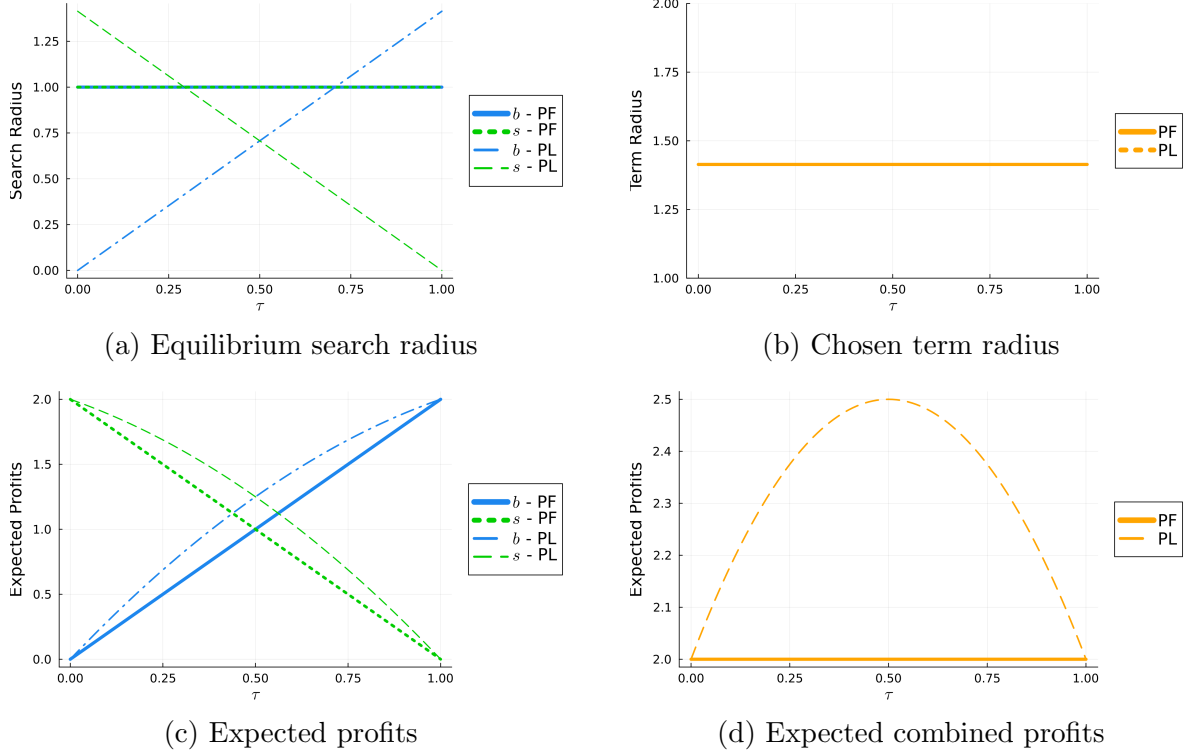 Search Radius
1.25
1.00
0.75
0.50
0.25
0.00
0.00 0.25 0.50 0.75 1.00
τ
b - PF
s - PF
b - PL
s - PL
(a) Equilibrium search radius
Term Radius
2.00
1.75
1.50
1.25
1.00
0.00 0.25 0.50 0.75 1.00
τ
PF
PL
(b) Chosen term radius
Expected Profits
2.0
1.5
1.0
0.5
0.0
0.00 0.25 0.50 0.75 1.00
τ
b - PF
s - PF
b - PL
s - PL
(c) Expected profits
Expected Profits
2.5
2.4
2.3
2.2
2.1
2.0
0.00 0.25 0.50 0.75 1.00
τ
PF
PL
(d) Expected combined profits